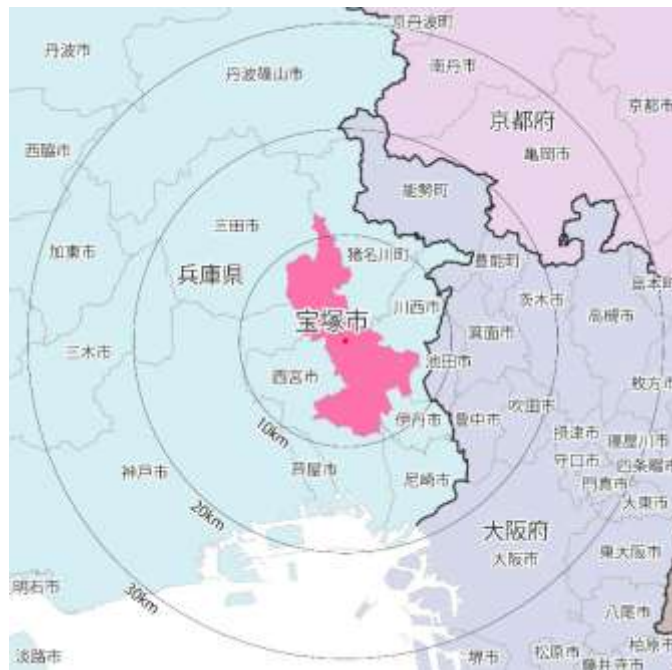 京丹波町
丹波市
南丹市
丹波篠山市
京都市
京都府
亀岡市
西脇市
能勢町
三田市
加東市
猪名川町
豊能町
兵庫県
茨木市
島本町
川西市
高槻市
宝塚市
箕面市
三木市
池田市
西宮市
枚方市
吹田市
伊丹市
豊中市
10km
摂津市
寝屋川市
守口市
四条畷市
神戸市
芦屋市
尼崎市
門真市
大東市
20km
大阪府
大阪市
東大阪市
明石市
30km
八尾市
淡路市
堺市
松原市
柏原市
藤井寺市